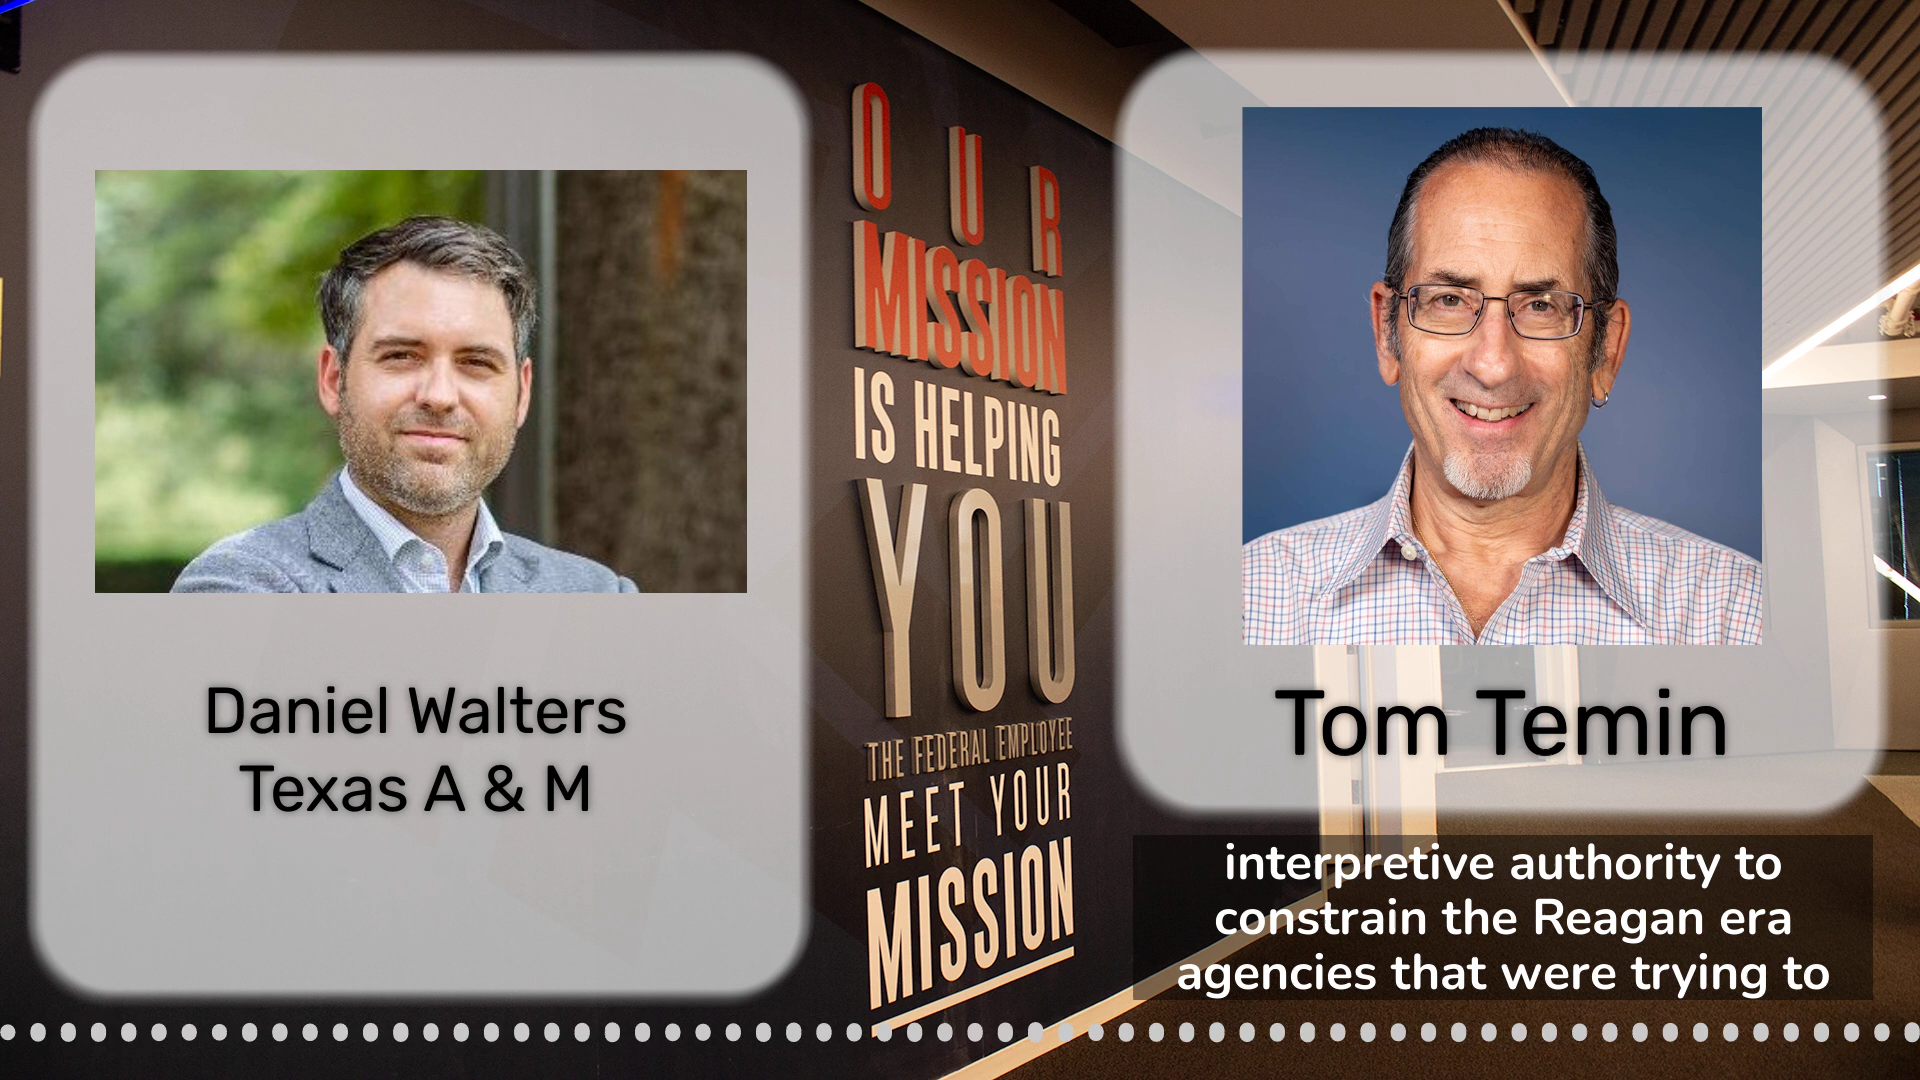 Daniel Walters
Texas A & M
OUR
MISSION
IS HELPING
YOU
THE FEDERAL EMPLOYEE
MEET YOUR
MISSION
Tom Temin
interpretive authority to
constrain the Reagan era
agencies that were trying to